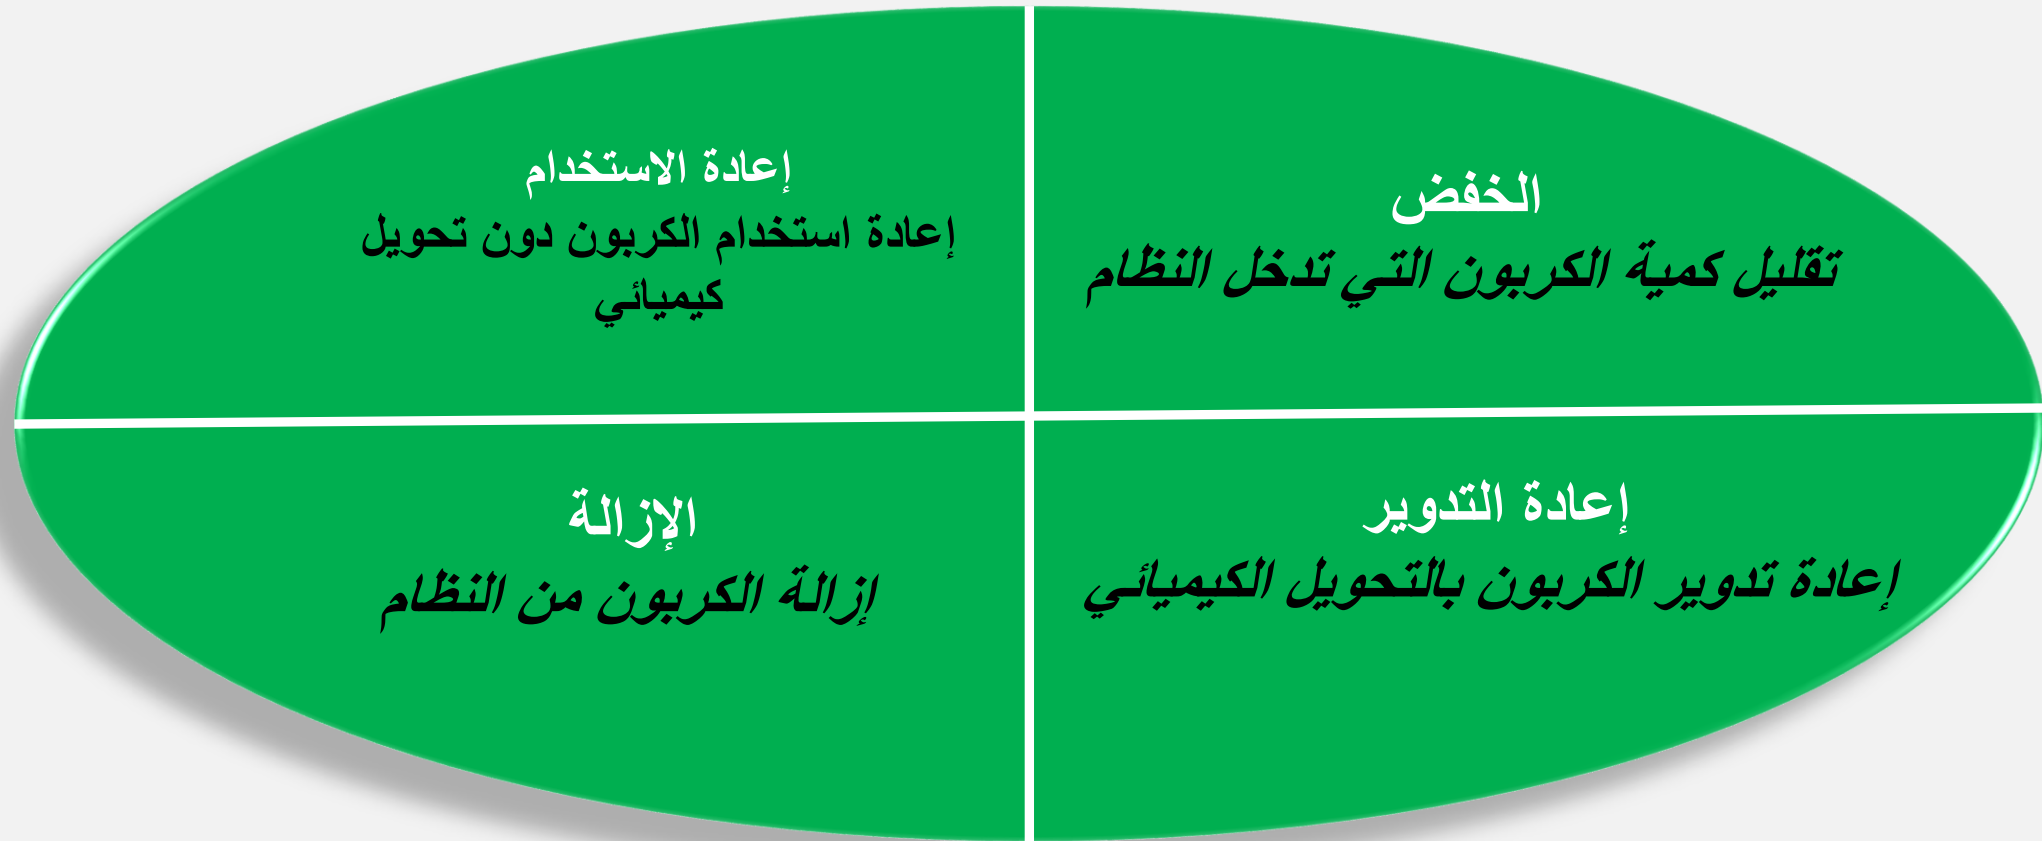 الخفض
تقليل كمية الكربون التي تدخل النظام
إعادة الاستخدام
إعادة استخدام الكربون دون تحويل
كيميائي
إعادة التدوير
إعادة تدوير الكربون بالتحويل الكيميائي
الإزالة
إزالة الكربون من النظام